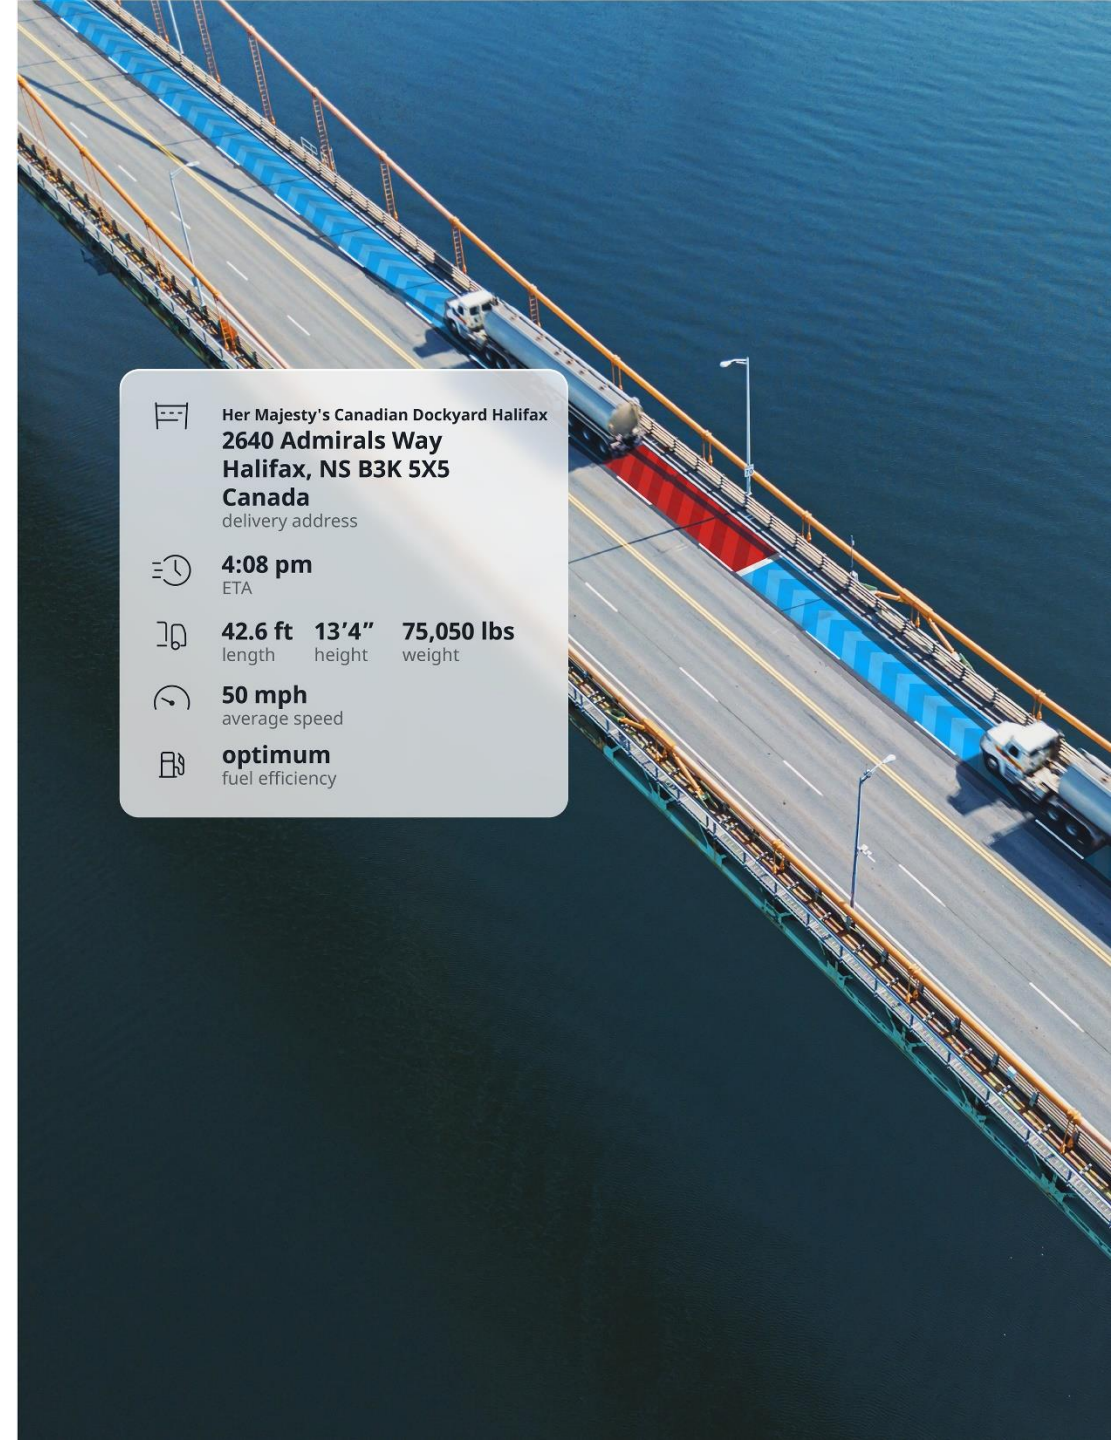 Her Majesty's Canadian Dockyard Halifax
2640 Admirals Way
Halifax, NS B3K 5X5
Canada
delivery address
4:08 pm
ETA
42.6 ft 13’4” 75,050 lbs
length height weight
50 mph
average speed
optimum
fuel efficiency